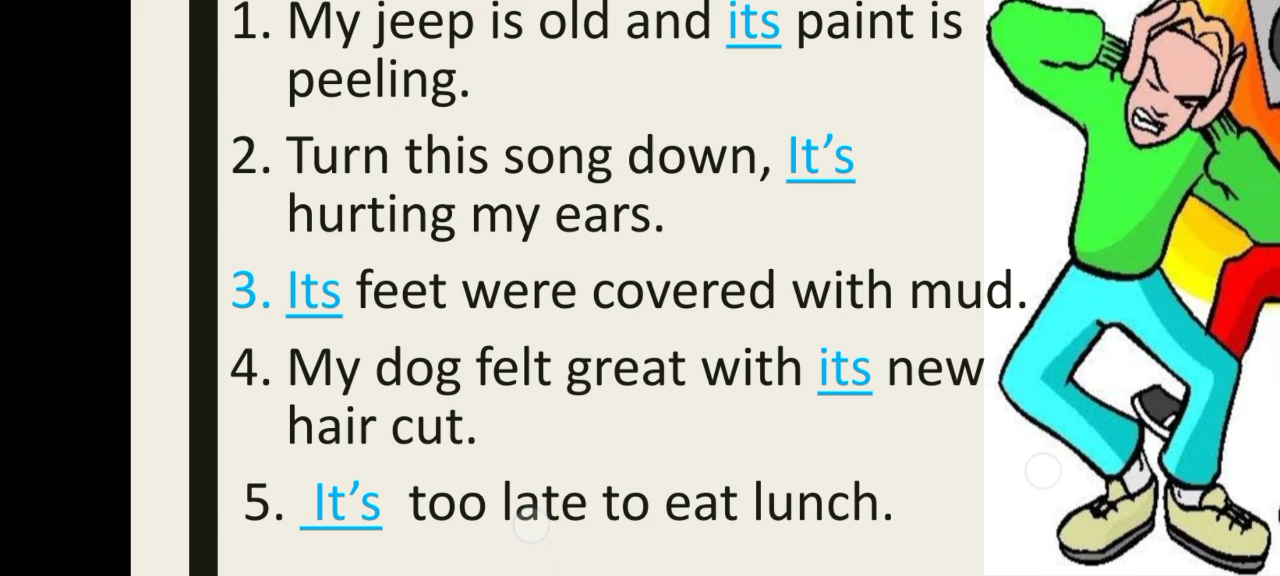 1. My jeep is old and its paint is
peeling.
2. Turn this song down, It’s
hurting my ears.
3. Its feet were covered with mud.
4. My dog felt great with its new
hair cut.
5. It’s too late to eat lunch.